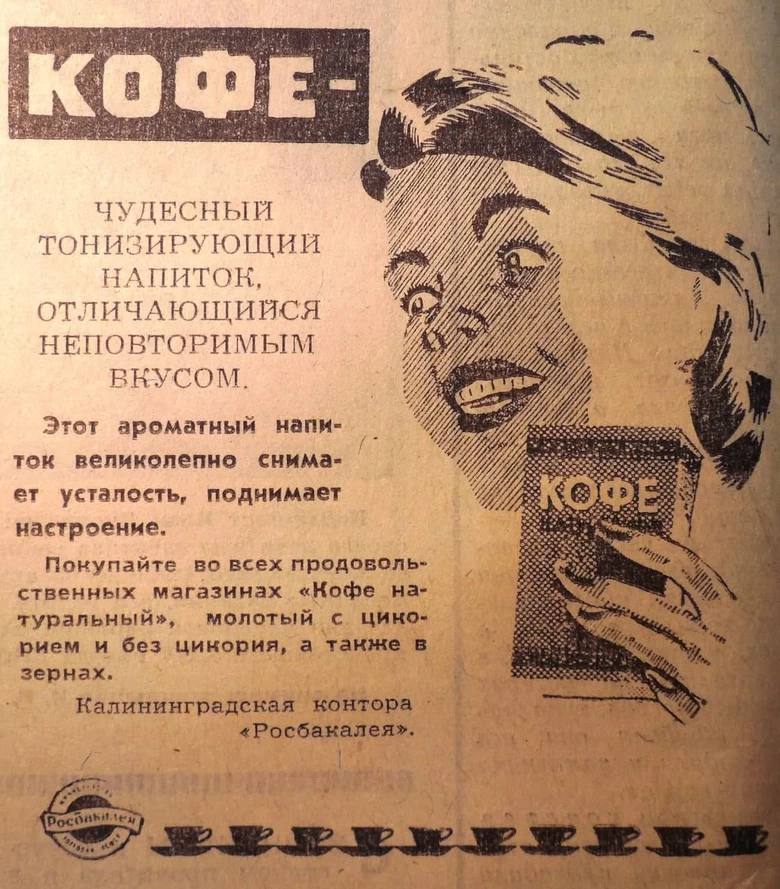 КОФЕ-
ЧУДЕСНЫЙ
ТОНИЗИРУЮЩИЙ
НАПИТОК,
ОТЛИЧАЮЩИЙСЯ
НЕПОВТОРИМЫМ
ВКУСОМ.
Этот ароматный напи-
ток великолепно снима-
ет усталость, поднимает
настроение.
Покупайте во всех продоволь-
ственных магазинах «Кофе на-
туральный», молотый с цико-
рием и без цикория, а также в
зернах.
Калининградская контора
«Росбакалея».
КОФЕ
Росбакалея